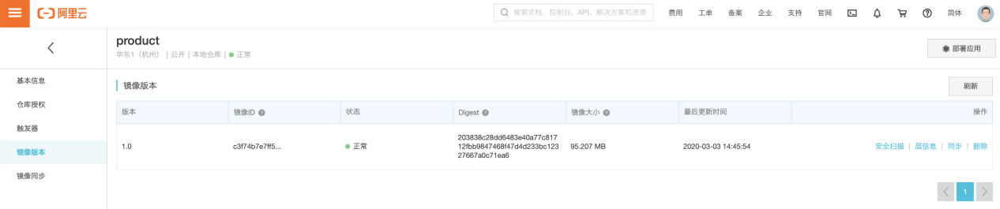 阿里云
搜索文档、控制台、API、解决方案和资源
费用 工单 备案 企业 支持 官网 简体
product
华东1（杭州） | 公开 | 本地仓库 | 正常
部署应用
基本信息
仓库授权
触发器
镜像版本
镜像同步
镜像版本
刷新
版本 镜像ID 状态 Digest 镜像大小 最后更新时间 操作
1.0 c3f74b7e7ff5... 正常
203838c28dd6483e40a77c817
12fbb9847468f47d4d233bc123
27667a0c71ea6
95.207 MB 2020-03-03 14:45:54 安全扫描 | 层信息 | 同步 | 删除
1